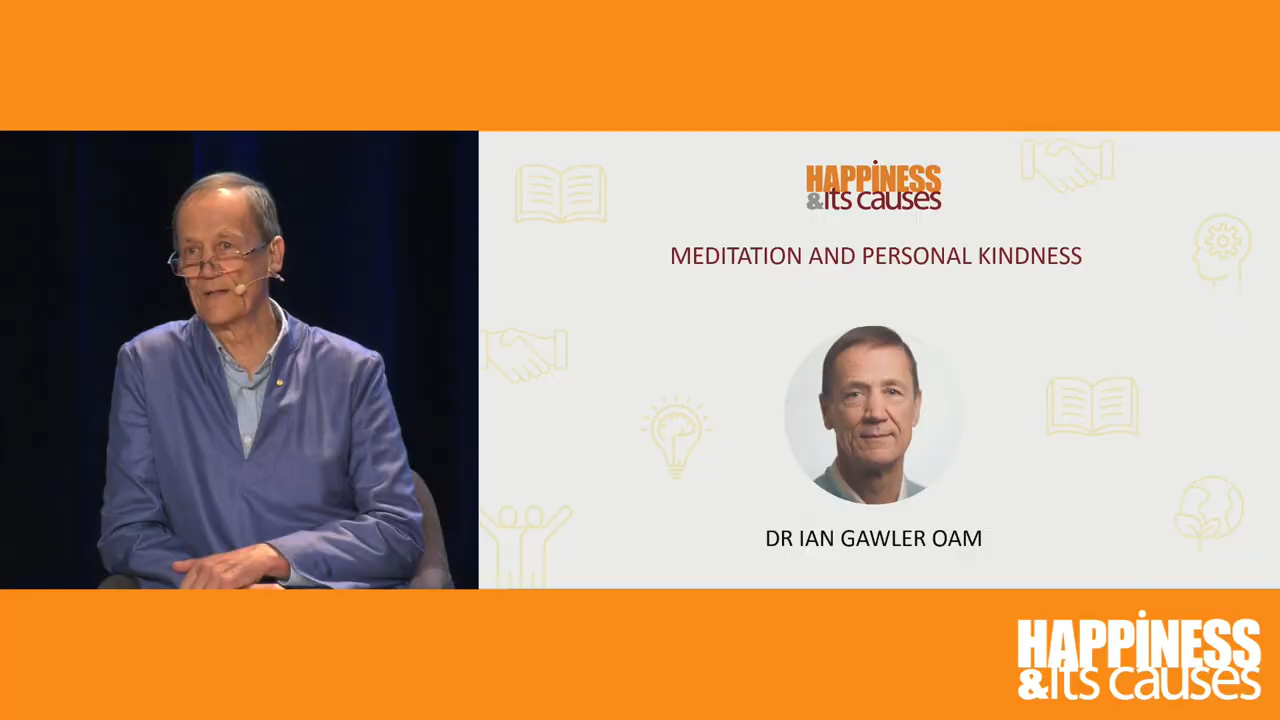 HAPPINESS
&its causes
MEDITATION AND PERSONAL KINDNESS
DR IAN GAWLER OAM
HAPPINESS
&its causes